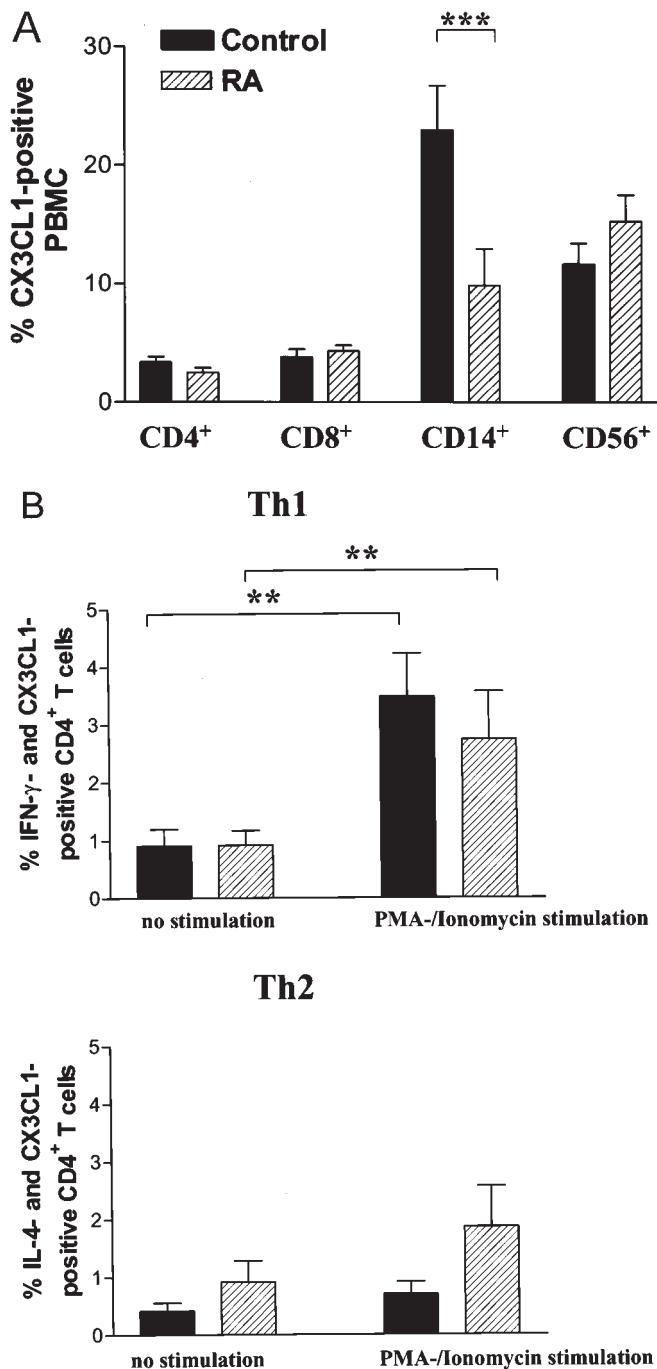 A
***
Control
RA
30
20
10
0
% CX3CL1-positive
PBMC
CD4+ CD8+ CD14+ CD56+
B
Th1
**
**
5
4
3
2
1
0
% IFN-γ- and CX3CL1-
positive CD4+ T cells
no stimulation PMA-/Ionomycin stimulation
Th2
5
4
3
2
1
0
% IL-4- and CX3CL1-
positive CD4+ T cells
no stimulation PMA-/Ionomycin stimulation